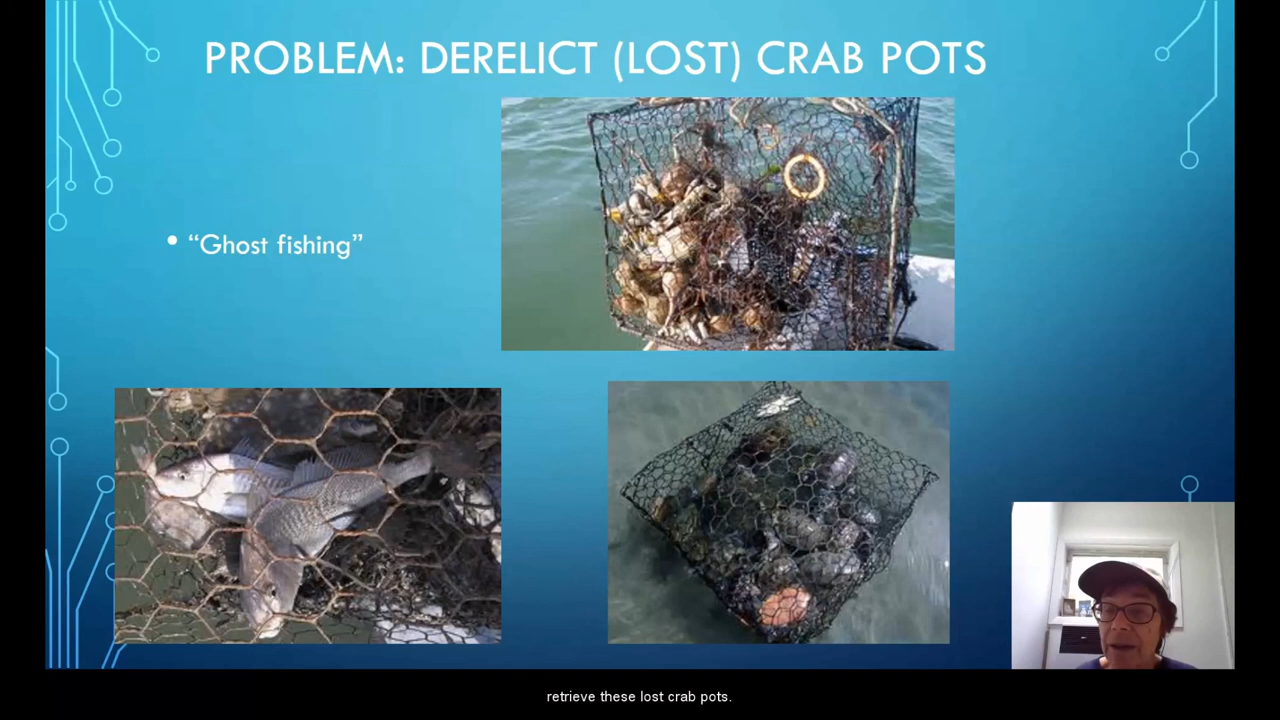 PROBLEM: DERELICT (LOST) CRAB POTS
• “Ghost fishing”
retrieve these lost crab pots.